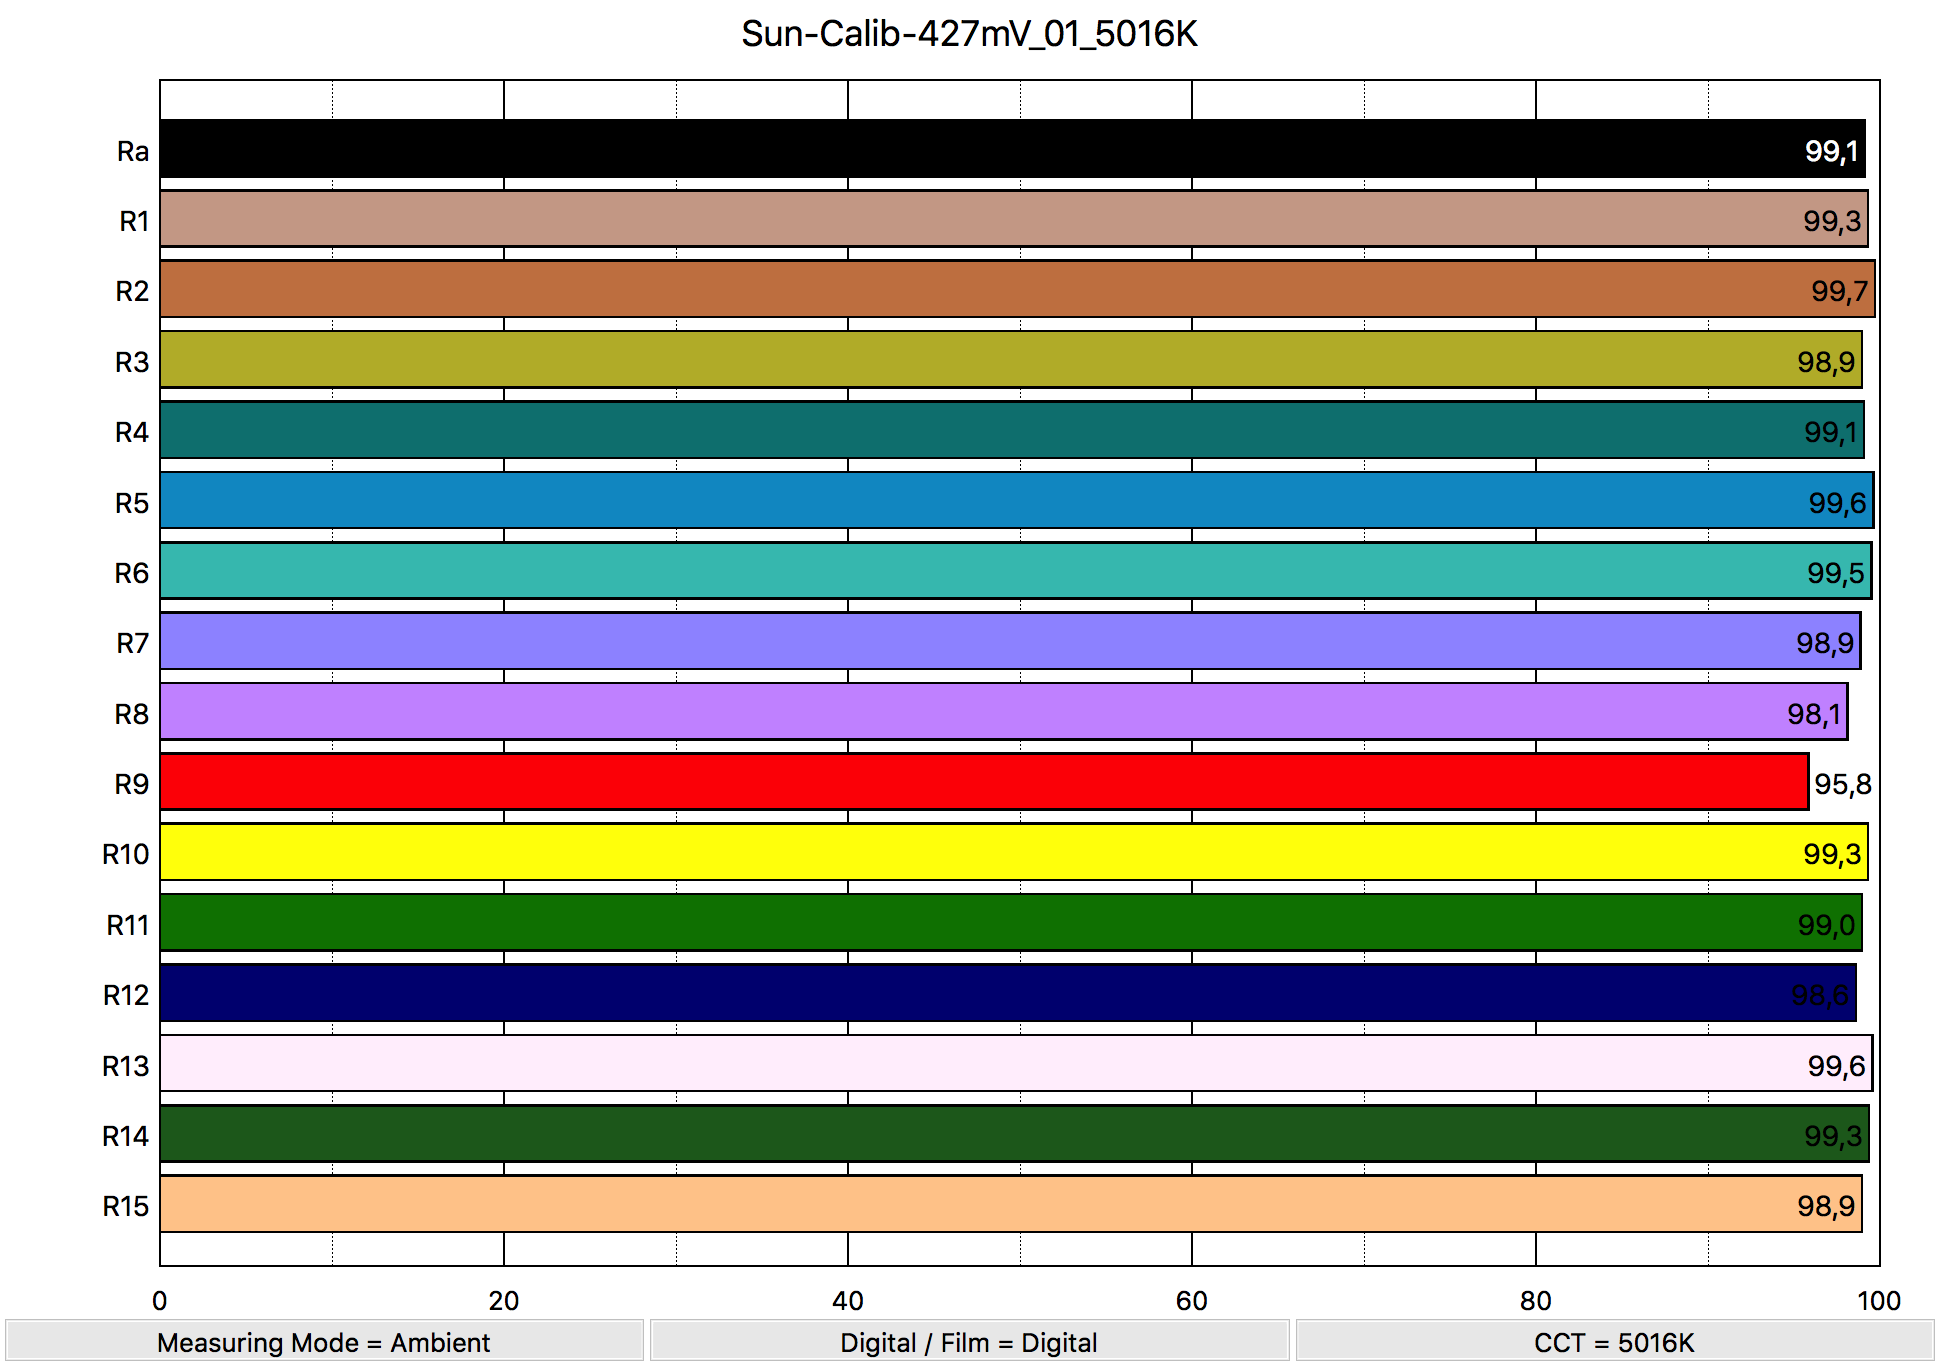 Sun-Calib-427mV_01_5016K
Ra 99,1
R1 99,3
R2 99,7
R3 98,9
R4 99,1
R5 99,6
R6 99,5
R7 98,9
R8 98,1
R9 95,8
R10 99,3
R11 99,0
R12 98,6
R13 99,6
R14 99,3
R15 98,9
0 20 40 60 80 100
Measuring Mode = Ambient Digital / Film = Digital CCT = 5016K